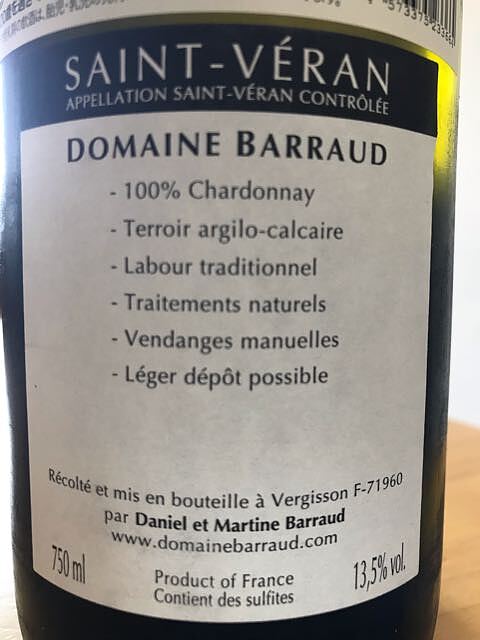 SAINT-VÉRAN
APPELLATION SAINT-VÉRAN CONTRÔLÉE
DOMAINE BARRAUD
- 100% Chardonnay
- Terroir argilo-calcaire
- Labour traditionnel
- Traitements naturels
- Vendanges manuelles
- Léger dépôt possible
Récolté et mis en bouteille à Vergisson F-71960
par Daniel et Martine Barraud
www.domainebarraud.com
750 ml
Product of France
Contient des sulfites
13,5% vol.